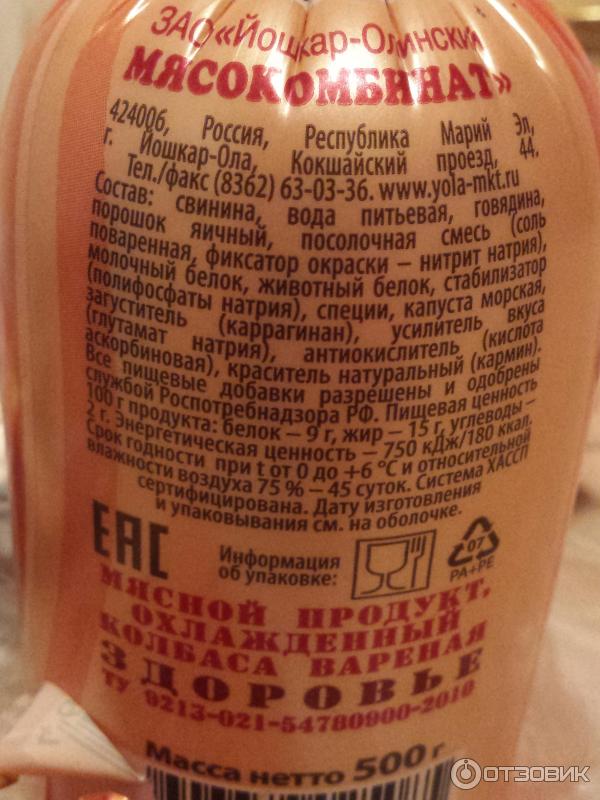 ЗАО «Йошкар-Олинский
МЯСОКОМБИНАТ»
424006, Россия, Республика Марий Эл,
г. Йошкар-Ола, Кокшайский проезд, 44.
Тел./факс (8362) 63-03-36. www.yola-mkt.ru
Состав: свинина, вода питьевая, говядина,
порошок яичный, посолочная смесь (соль
поваренная, фиксатор окраски – нитрит натрия),
молочный белок, животный белок, стабилизатор
(полифосфаты натрия), специи, капуста морская,
загуститель (каррагинан), усилитель вкуса
(глутамат натрия), антиокислитель (кислота
аскорбиновая), краситель натуральный (кармин).
Все пищевые добавки разрешены и одобрены
службой Роспотребнадзора РФ. Пищевая ценность
100 г продукта: белок – 9 г, жир – 15 г, углеводы –
2 г. Энергетическая ценность – 750 кДж/180 ккал.
Срок годности при t от 0 до +6 °С и относительной
влажности воздуха 75 % – 45 суток. Система ХАССП
сертифицирована. Дату изготовления
и упаковывания см. на оболочке.
ЕАС
Информация
об упаковке:
07
PA+PE
МЯСНОЙ ПРОДУКТ,
ОХЛАЖДЕННЫЙ
КОЛБАСА ВАРЕНАЯ
ЗДОРОВЬЕ
ТУ 9213-021-54780900-2010
Масса нетто 500 г
ОТЗОВИК